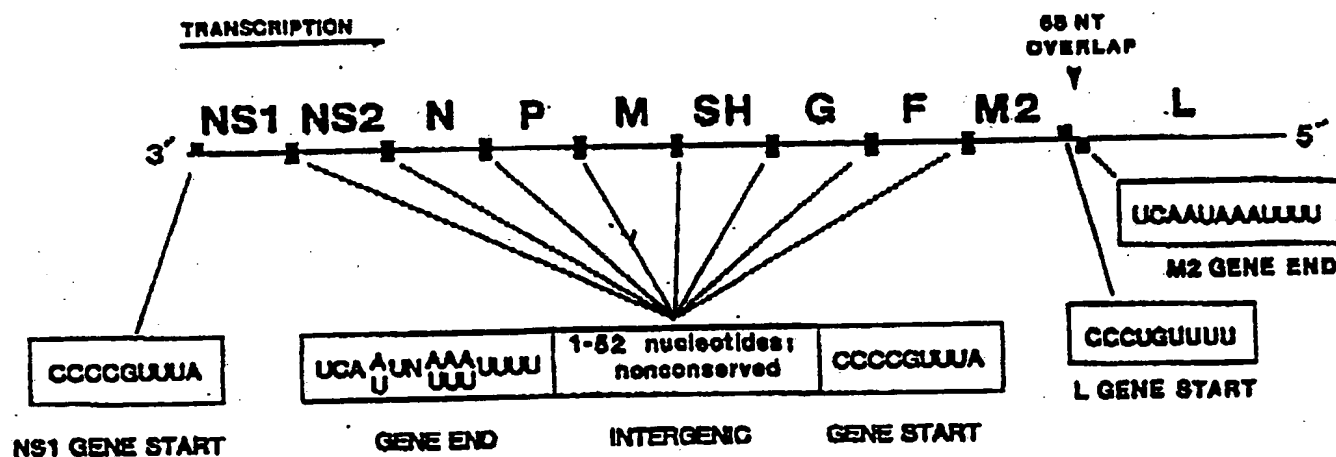 TRANSCRIPTION
68 NT
OVERLAP
NS1 NS2 N P M SH G F M2 L
3′ 5′
UCAAUAAAUUUU
M2 GENE END
CCCUGUUUU
L GENE START
CCCCGUUUA
NS1 GENE START
UCA A/U UN AAA/UUU UUUU
GENE END
1-52 nucleotides;
nonconserved
INTERGENIC
CCCCGUUUA
GENE START